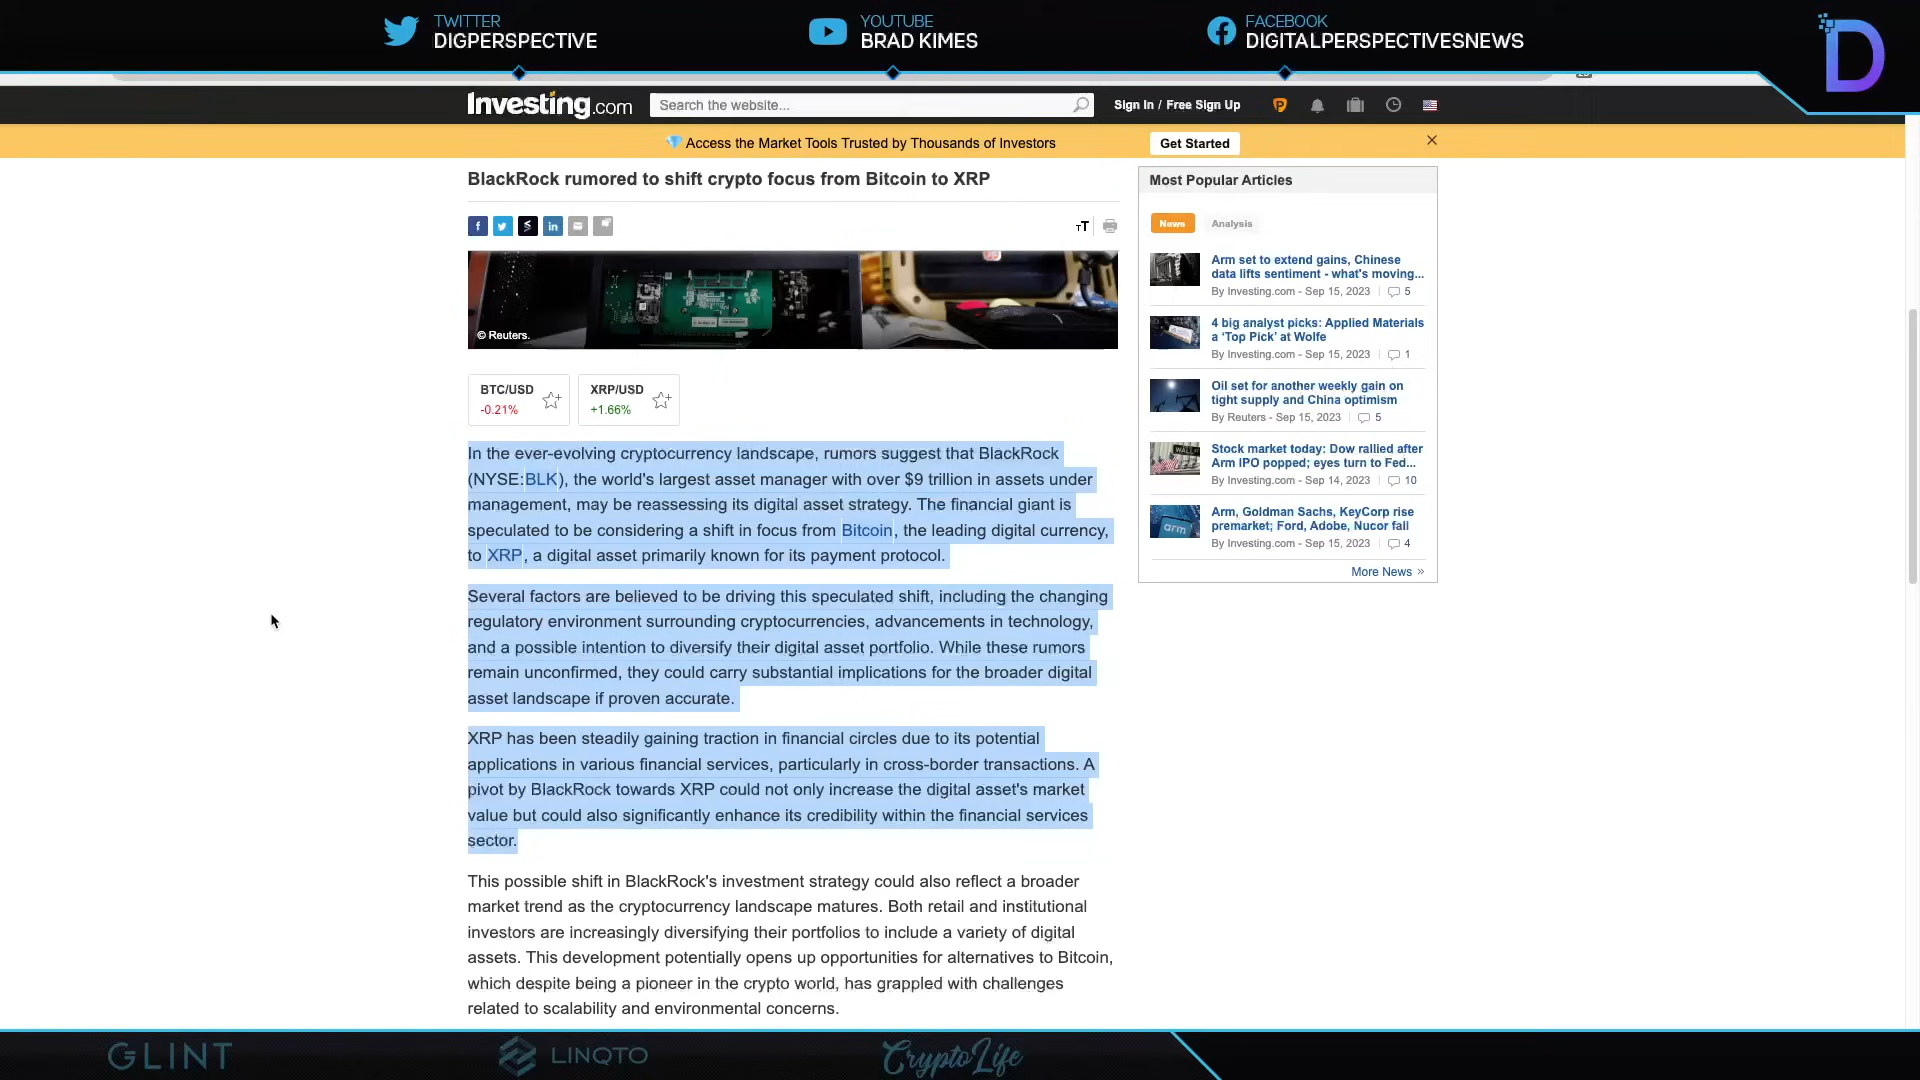 TWITTER
DIGPERSPECTIVE
YOUTUBE
BRAD KIMES
FACEBOOK
DIGITALPERSPECTIVESNEWS
D
Investing.com
Search the website...
Sign In / Free Sign Up
Access the Market Tools Trusted by Thousands of Investors
Get Started
BlackRock rumored to shift crypto focus from Bitcoin to XRP
© Reuters.
BTC/USD
-0.21%
XRP/USD
+1.66%
In the ever-evolving cryptocurrency landscape, rumors suggest that BlackRock
(NYSE:BLK), the world's largest asset manager with over $9 trillion in assets under
management, may be reassessing its digital asset strategy. The financial giant is
speculated to be considering a shift in focus from Bitcoin, the leading digital currency,
to XRP, a digital asset primarily known for its payment protocol.
Several factors are believed to be driving this speculated shift, including the changing
regulatory environment surrounding cryptocurrencies, advancements in technology,
and a possible intention to diversify their digital asset portfolio. While these rumors
remain unconfirmed, they could carry substantial implications for the broader digital
asset landscape if proven accurate.
XRP has been steadily gaining traction in financial circles due to its potential
applications in various financial services, particularly in cross-border transactions. A
pivot by BlackRock towards XRP could not only increase the digital asset's market
value but could also significantly enhance its credibility within the financial services
sector.
This possible shift in BlackRock's investment strategy could also reflect a broader
market trend as the cryptocurrency landscape matures. Both retail and institutional
investors are increasingly diversifying their portfolios to include a variety of digital
assets. This development potentially opens up opportunities for alternatives to Bitcoin,
which despite being a pioneer in the crypto world, has grappled with challenges
related to scalability and environmental concerns.
Most Popular Articles
News
Analysis
Arm set to extend gains, Chinese
data lifts sentiment - what's moving...
By Investing.com - Sep 15, 2023 | 5
4 big analyst picks: Applied Materials
a ‘Top Pick’ at Wolfe
By Investing.com - Sep 15, 2023 | 1
Oil set for another weekly gain on
tight supply and China optimism
By Reuters - Sep 15, 2023 | 5
Stock market today: Dow rallied after
Arm IPO popped; eyes turn to Fed...
By Investing.com - Sep 14, 2023 | 10
arm
Arm, Goldman Sachs, KeyCorp rise
premarket; Ford, Adobe, Nucor fall
By Investing.com - Sep 15, 2023 | 4
More News »
GLINT
LINQTO
CryptoLife